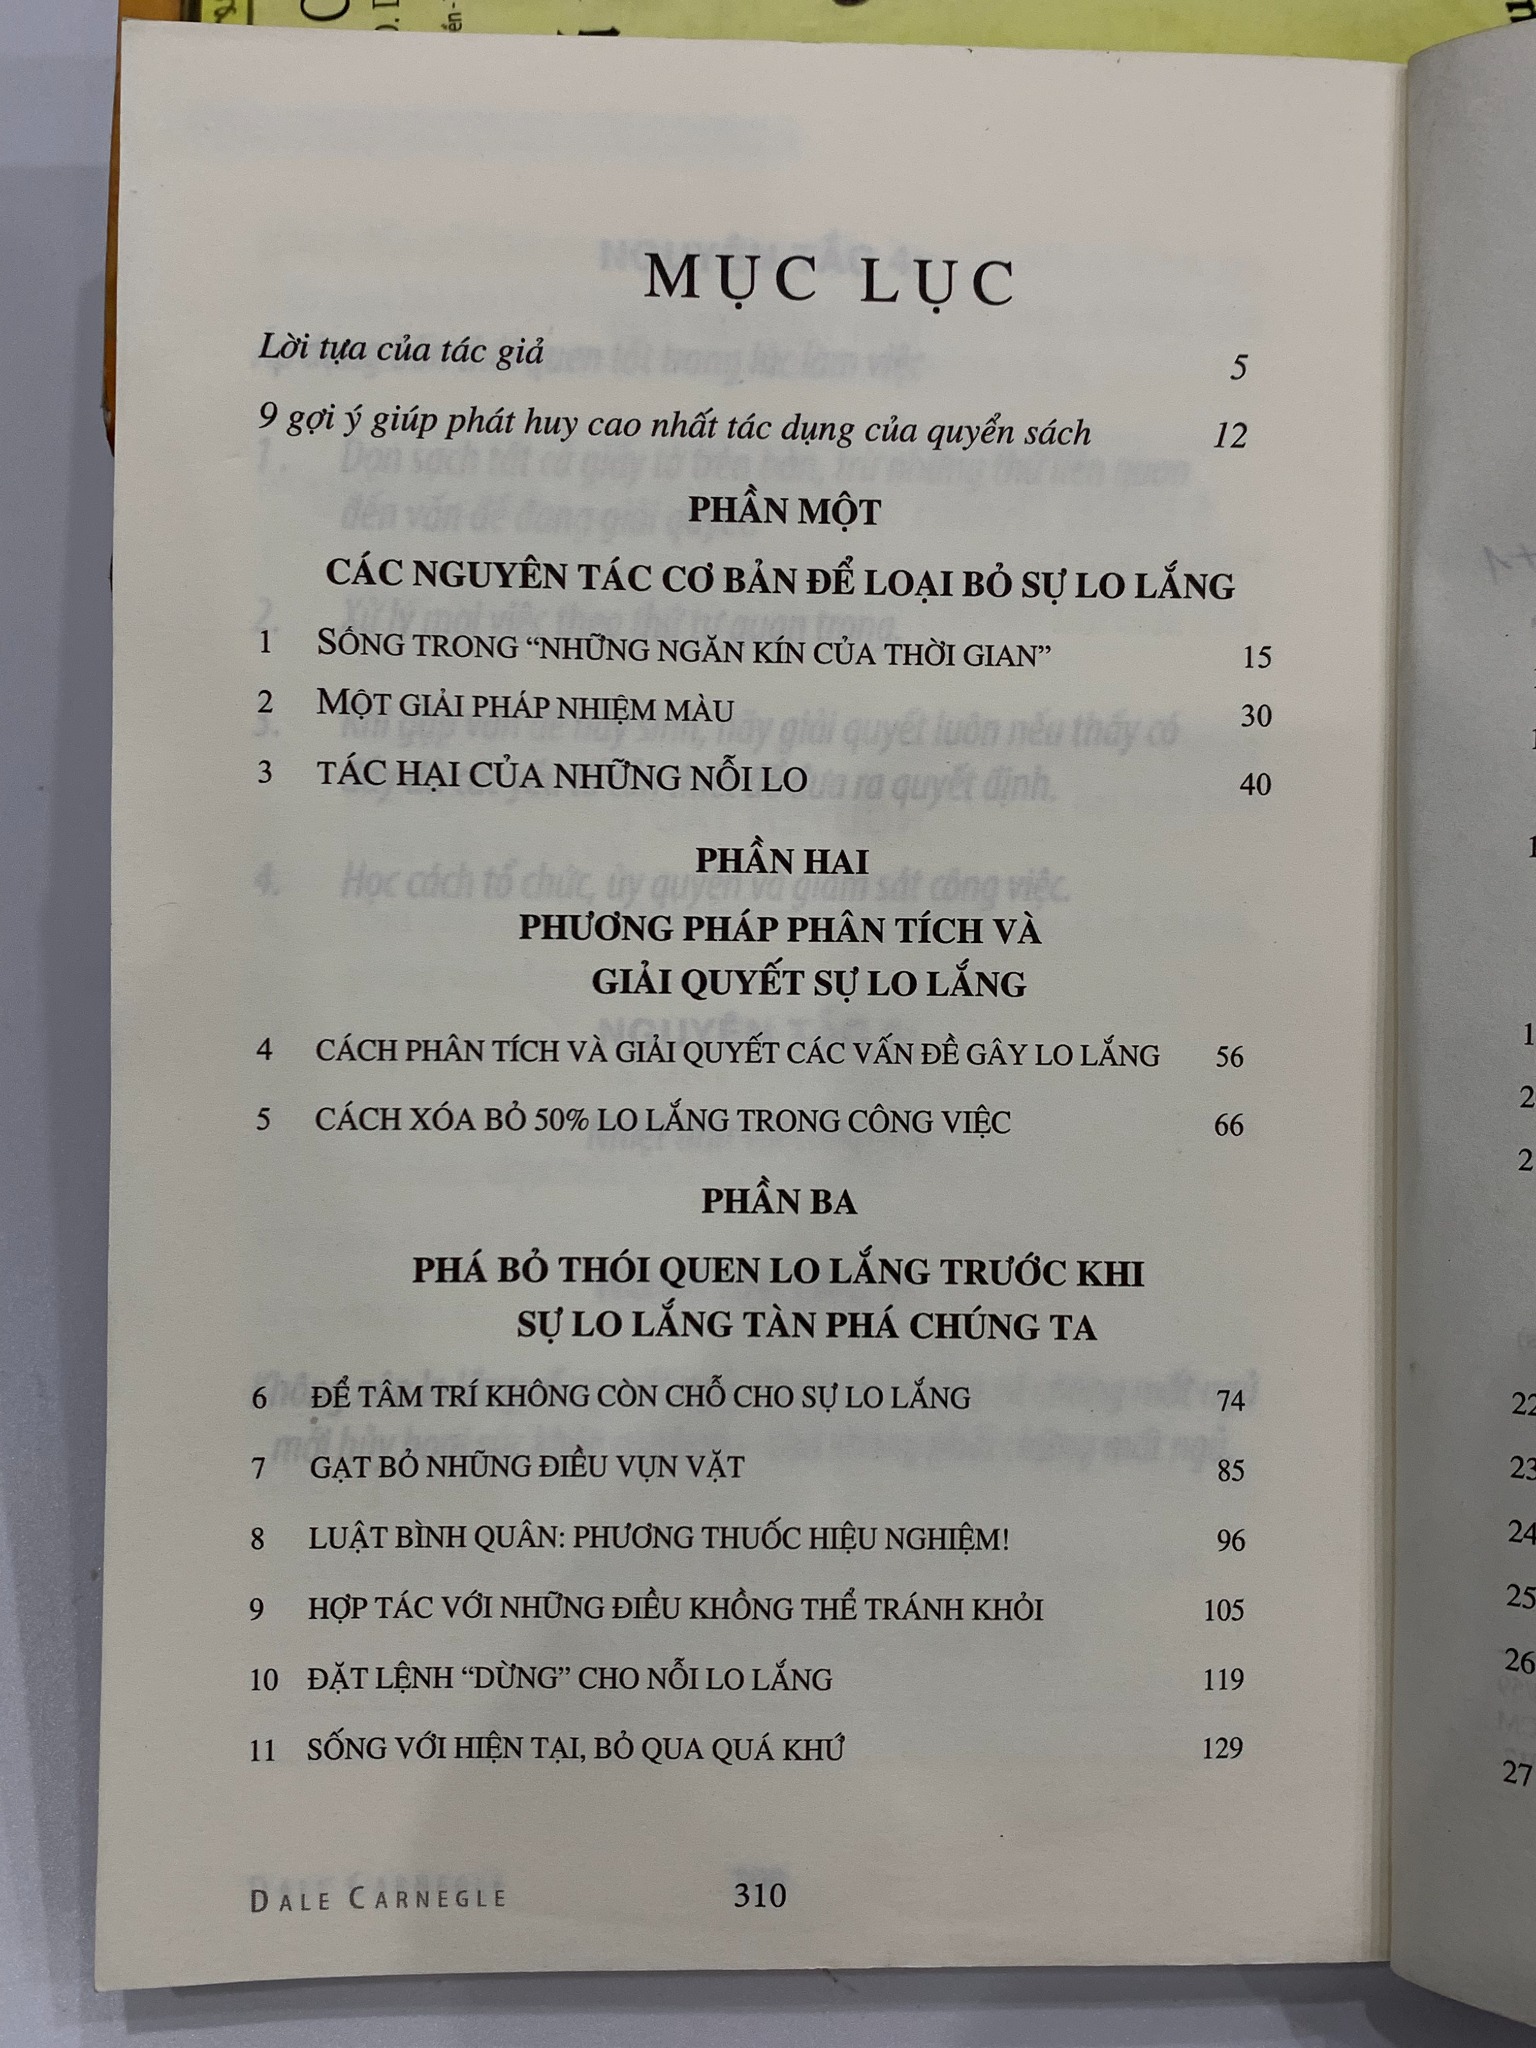 MỤC LỤC
Lời tựa của tác giả 5
9 gợi ý giúp phát huy cao nhất tác dụng của quyển sách 12
PHẦN MỘT
CÁC NGUYÊN TÁC CƠ BẢN ĐỂ LOẠI BỎ SỰ LO LẮNG
1 SỐNG TRONG “NHỮNG NGĂN KÍN CỦA THỜI GIAN” 15
2 MỘT GIẢI PHÁP NHIỆM MÀU 30
3 TÁC HẠI CỦA NHỮNG NỖI LO 40
PHẦN HAI
PHƯƠNG PHÁP PHÂN TÍCH VÀ
GIẢI QUYẾT SỰ LO LẮNG
4 CÁCH PHÂN TÍCH VÀ GIẢI QUYẾT CÁC VẤN ĐỀ GÂY LO LẮNG 56
5 CÁCH XÓA BỎ 50% LO LẮNG TRONG CÔNG VIỆC 66
PHẦN BA
PHÁ BỎ THÓI QUEN LO LẮNG TRƯỚC KHI
SỰ LO LẮNG TÀN PHÁ CHÚNG TA
6 ĐỂ TÂM TRÍ KHÔNG CÒN CHỖ CHO SỰ LO LẮNG 74
7 GẠT BỎ NHŨNG ĐIỀU VỤN VẶT 85
8 LUẬT BÌNH QUÂN: PHƯƠNG THUỐC HIỆU NGHIỆM! 96
9 HỢP TÁC VỚI NHỮNG ĐIỀU KHỒNG THỂ TRÁNH KHỎI 105
10 ĐẶT LỆNH “DỪNG” CHO NỖI LO LẮNG 119
11 SỐNG VỚI HIỆN TẠI, BỎ QUA QUÁ KHỨ 129
DALE CARNEGLE 310
22
23
24
25
26
27